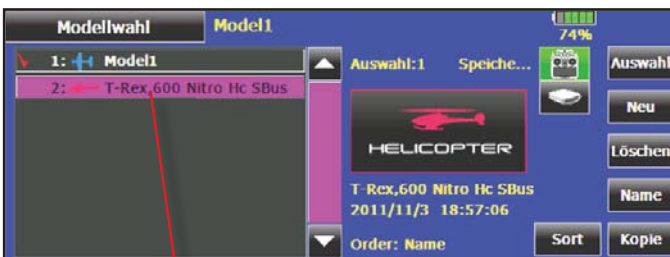 Modellwahl Model1 74%
1: Model1
2: T-Rex,600 Nitro Hc SBus
Auswahl:1 Speiche...
HELICOPTER
T-Rex,600 Nitro Hc SBus
2011/11/3 18:57:06
Order: Name
Sort
Auswahl
Neu
Löschen
Name
Kopie